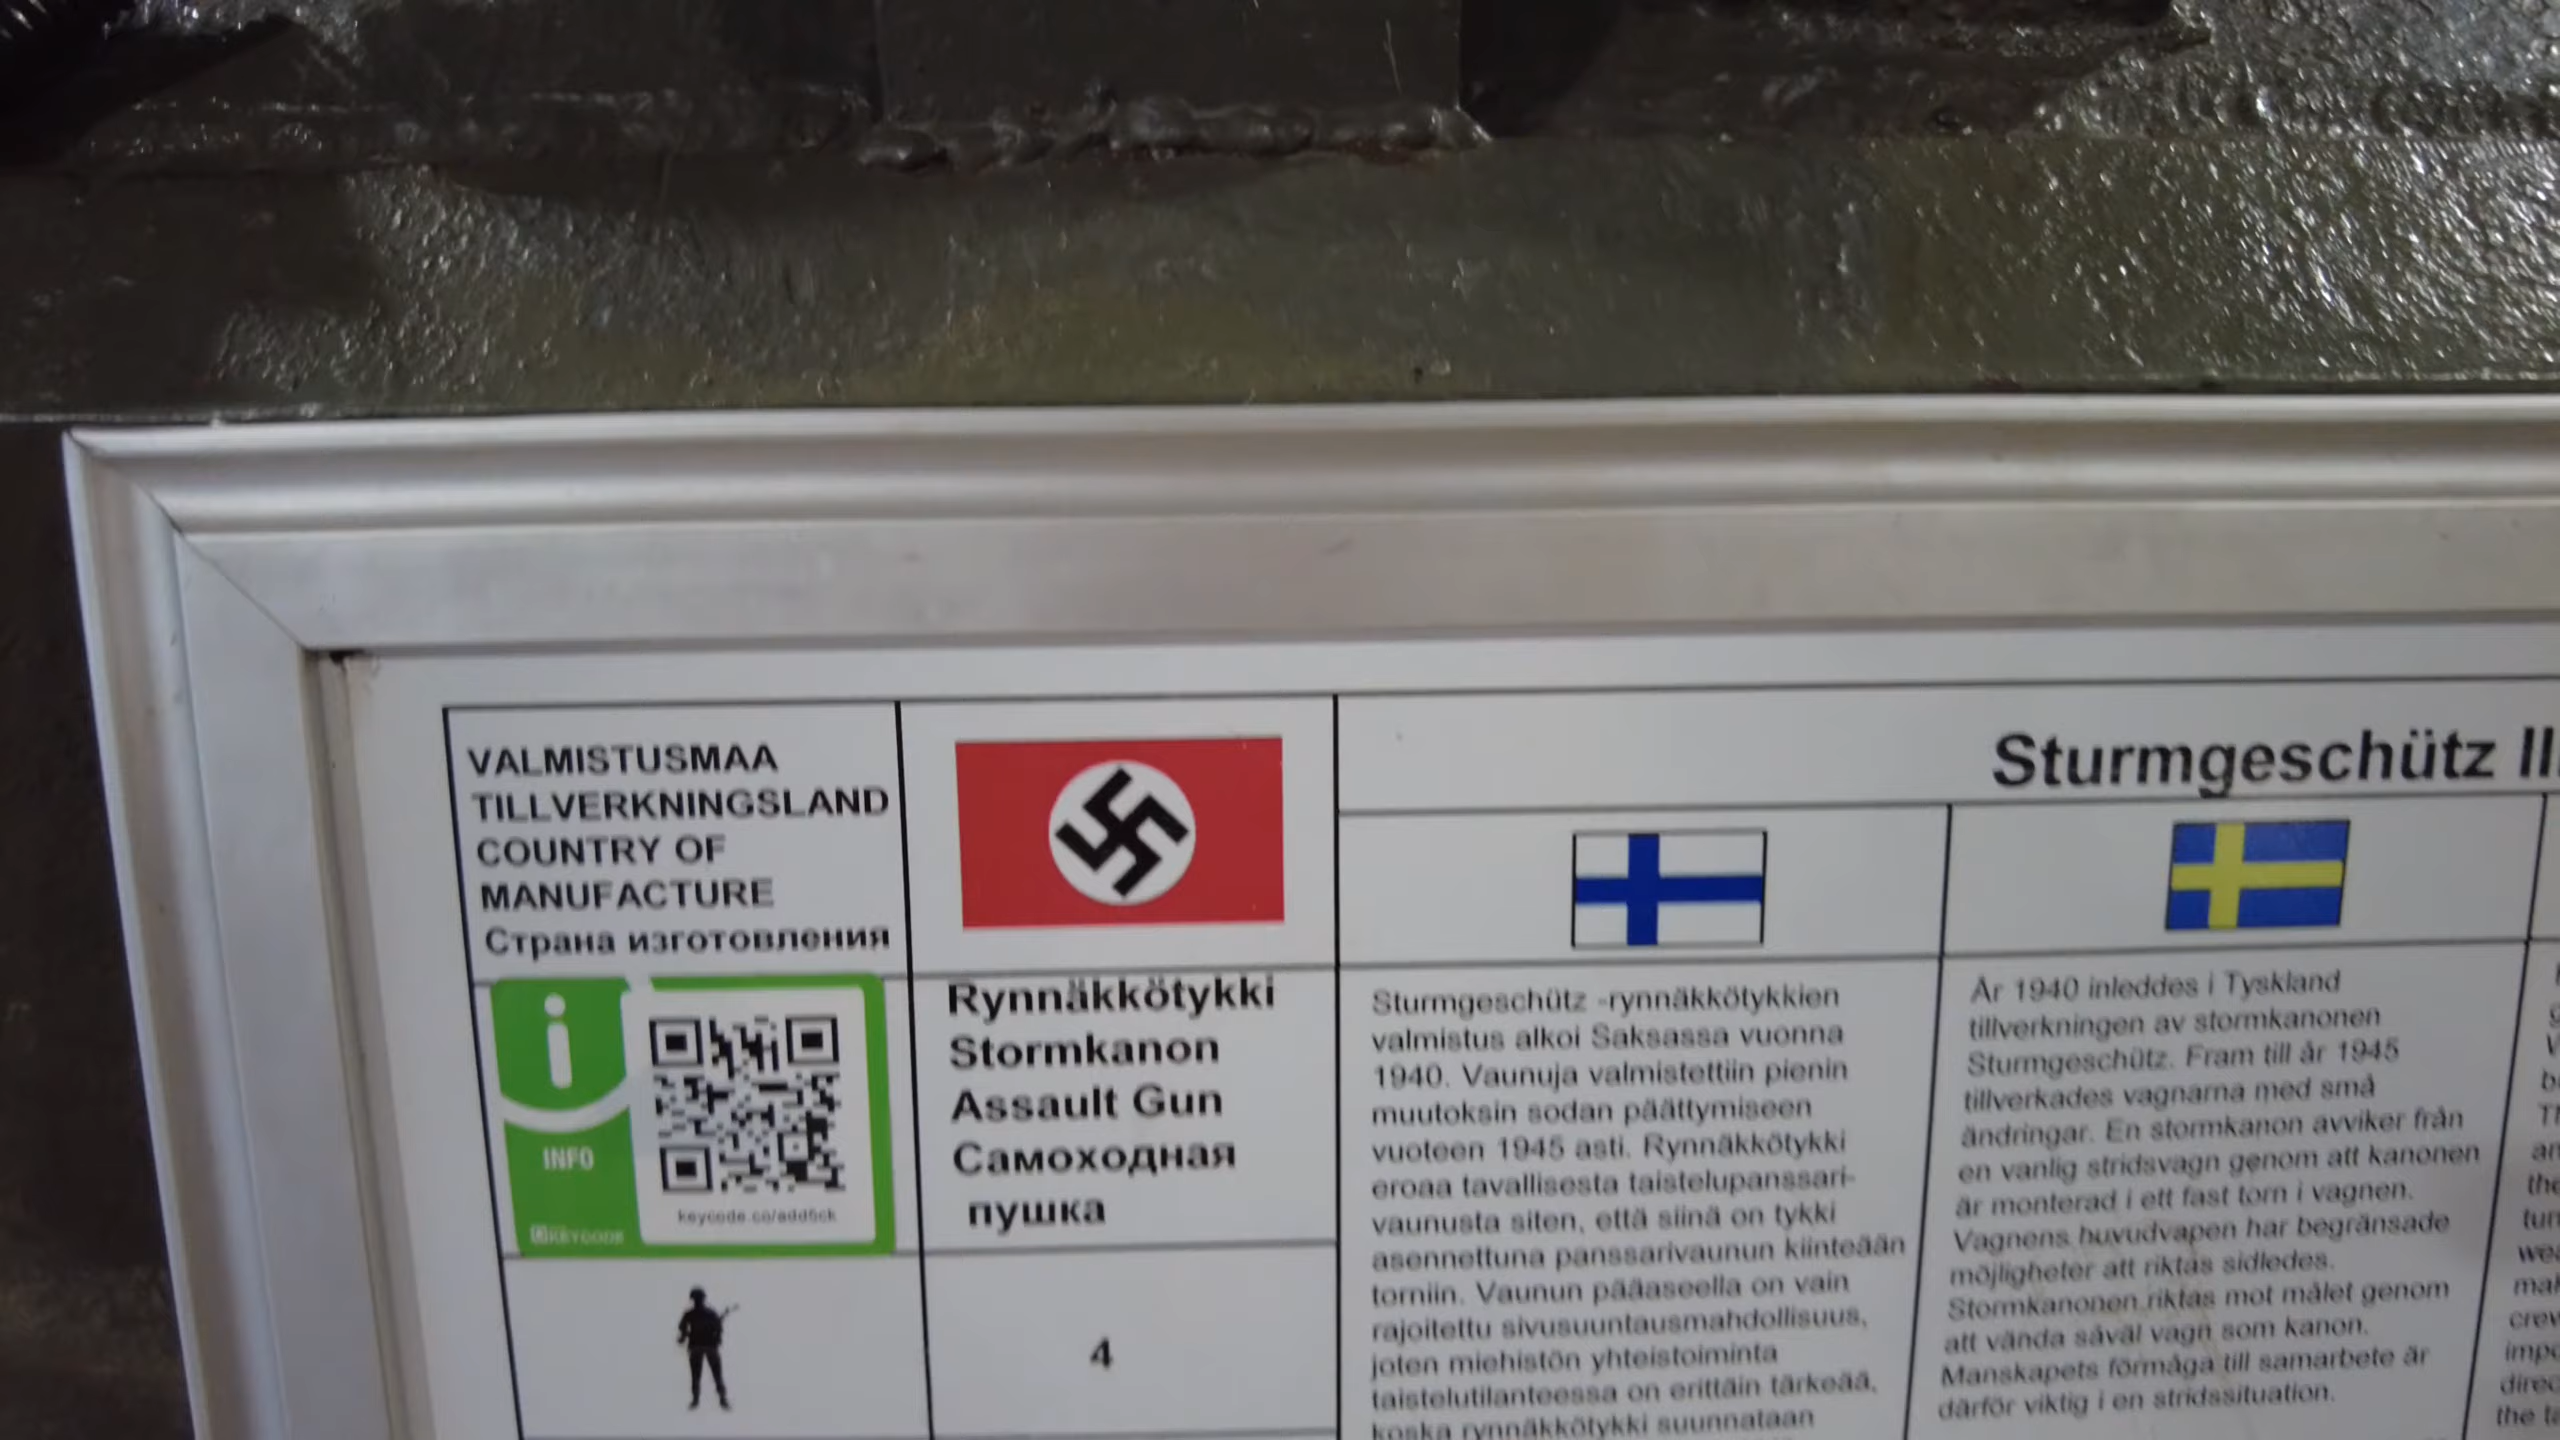 VALMISTUSMAA
TILLVERKNINGSLAND
COUNTRY OF
MANUFACTURE
Страна изготовления
INFO
keycode.co/add5ck
KEYCODE
Rynnäkkötykki
Stormkanon
Assault Gun
Самоходная
пушка
4
Sturmgeschütz
Sturmgeschütz -rynnäkkötykkien
valmistus alkoi Saksassa vuonna
1940. Vaunuja valmistettiin pienin
muutoksin sodan päättymiseen
vuoteen 1945 asti. Rynnäkkötykki
eroaa tavallisesta taistelupanssari-
vaunusta siten, että siinä on tykki
asennettuna panssarivaunun kiinteään
torniin. Vaunun pääaseella on vain
rajoitettu sivusuuntausmahdollisuus,
joten miehistön yhteistoiminta
taistelutilanteessa on erittäin tärkeää,
koska rynnäkkötykki suunnataan
År 1940 inleddes i Tyskland
tillverkningen av stormkanonen
Sturmgeschütz. Fram till år 1945
tillverkades vagnarna med små
ändringar. En stormkanon avviker från
en vanlig stridsvagn genom att kanonen
är monterad i ett fast torn i vagnen.
Vagnens huvudvapen har begränsade
möjligheter att riktas sidledes.
Stormkanonen riktas mot målet genom
att vända såväl vagn som kanon.
Manskapets förmåga till samarbete är
därför viktig i en stridssituation.